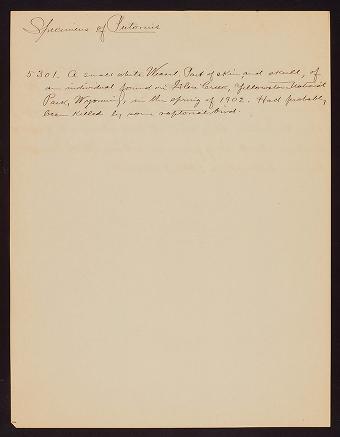 Specimens of Putorius
5301. A small white Weasel. Part of skin and skull, of
an individual found on Glen Creek, Yellowstone National
Park, Wyoming, in the spring of 1902. Had probably
been killed by some raptorial bird.